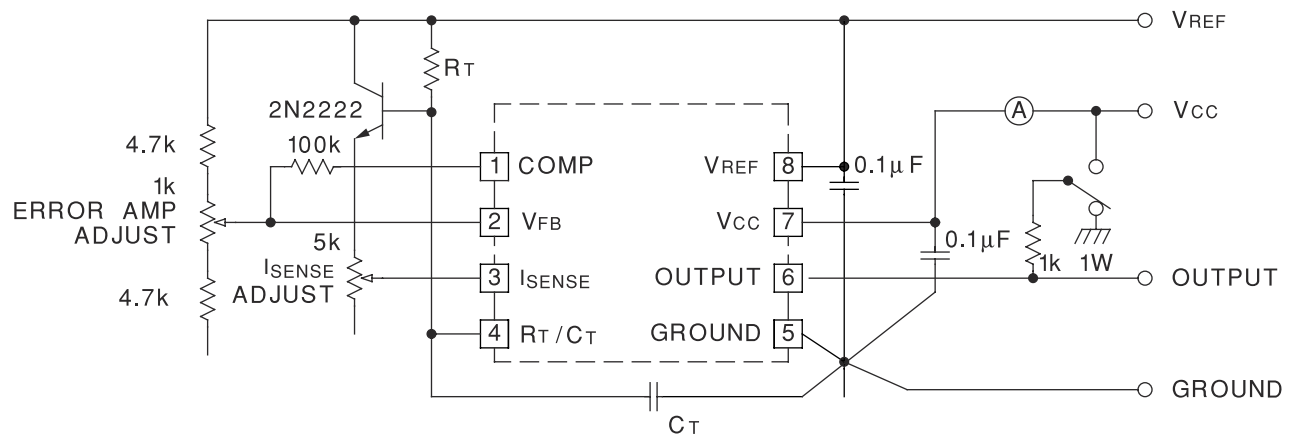 VREF
RT
A
VCC
2N2222
4.7k
100k
1 COMP
VREF 8
0.1μF
1k
ERROR AMP
ADJUST
2 VFB
VCC 7
0.1μF
5k
ISENSE
ADJUST
3 ISENSE
OUTPUT 6
1k
1W
OUTPUT
4.7k
4 RT/CT
GROUND 5
GROUND
CT